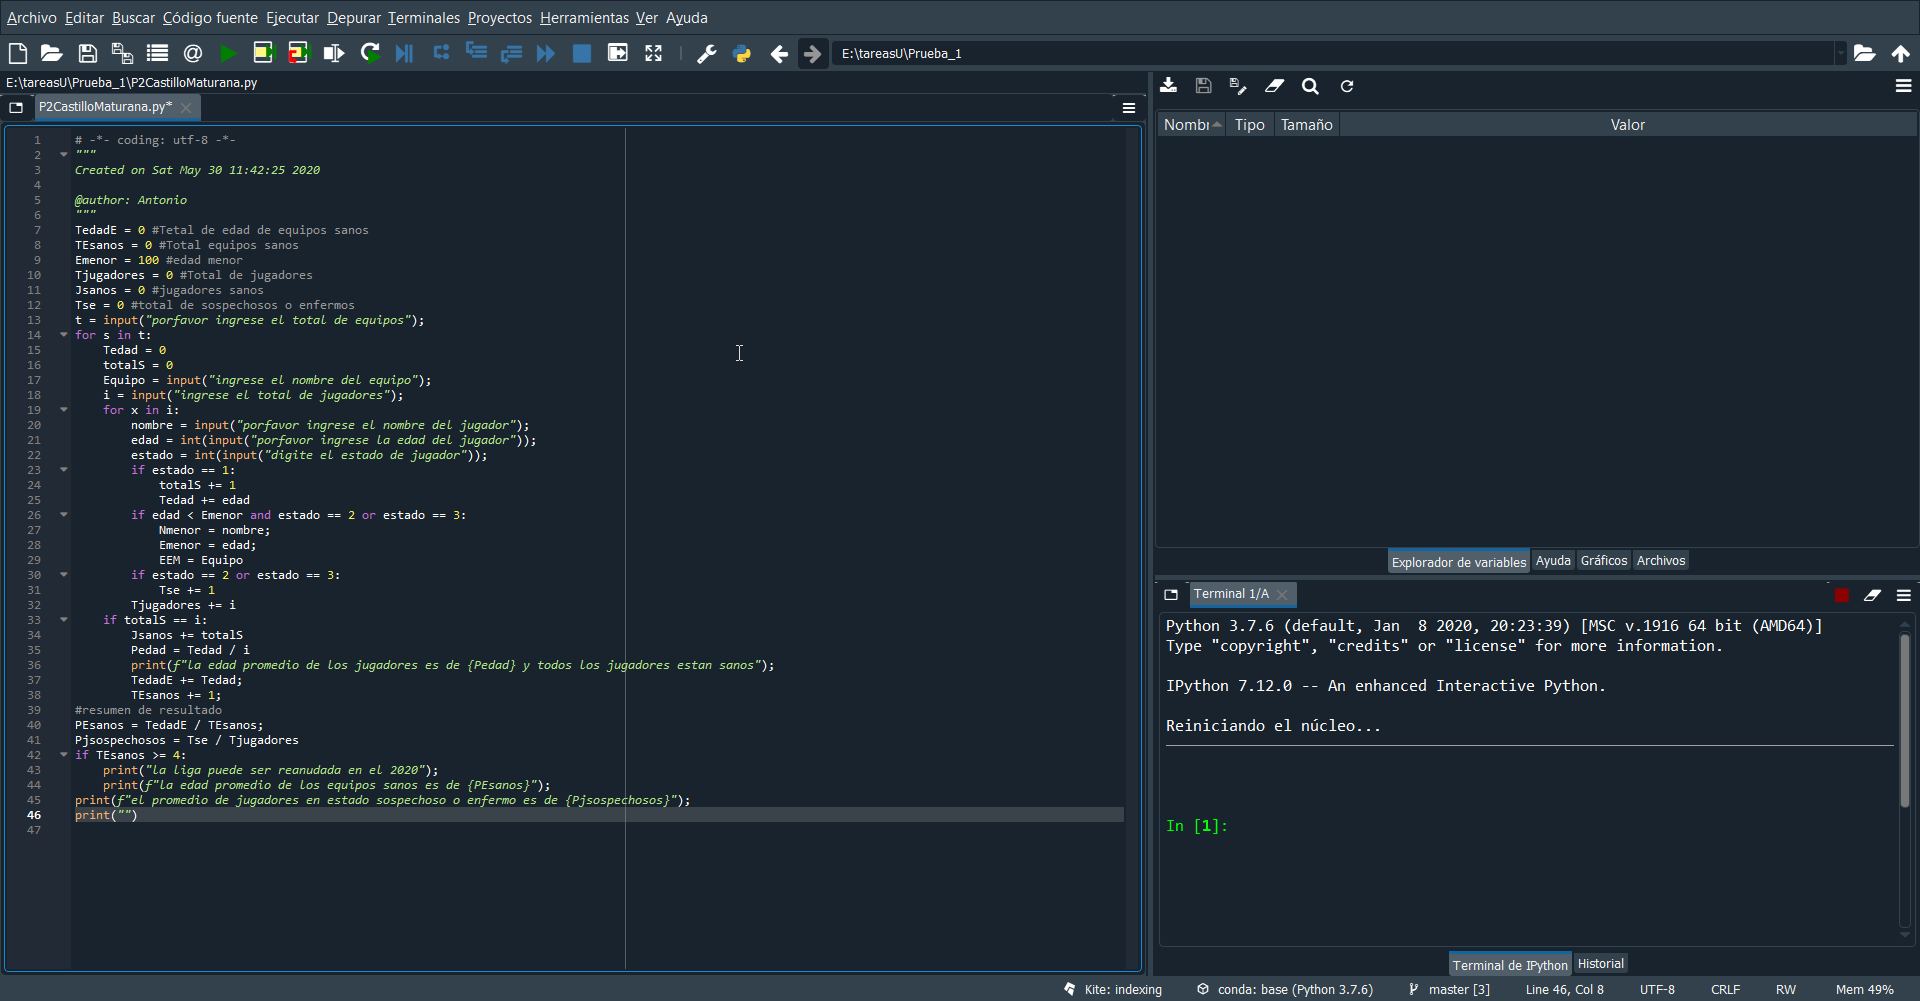 Archivo Editar Buscar Código fuente Ejecutar Depurar Terminales Proyectos Herramientas Ver Ayuda
E:\tareasU\Prueba_1
E:\tareasU\Prueba_1\P2CastilloMaturana.py
P2CastilloMaturana.py*
1 # -*- coding: utf-8 -*-
2 """
3 Created on Sat May 30 11:42:25 2020
4
5 @author: Antonio
6 """
7 TedadE = 0 #Tetal de edad de equipos sanos
8 TEsanos = 0 #Total equipos sanos
9 Emenor = 100 #edad menor
10 Tjugadores = 0 #Total de jugadores
11 Jsanos = 0 #jugadores sanos
12 Tse = 0 #total de sospechosos o enfermos
13 t = input("porfavor ingrese el total de equipos");
14 for s in t:
15     Tedad = 0
16     totalS = 0
17     Equipo = input("ingrese el nombre del equipo");
18     i = input("ingrese el total de jugadores");
19     for x in i:
20         nombre = input("porfavor ingrese el nombre del jugador");
21         edad = int(input("porfavor ingrese la edad del jugador"));
22         estado = int(input("digite el estado de jugador"));
23         if estado == 1:
24             totalS += 1
25             Tedad += edad
26         if edad < Emenor and estado == 2 or estado == 3:
27             Nmenor = nombre;
28             Emenor = edad;
29             EEM = Equipo
30         if estado == 2 or estado == 3:
31             Tse += 1
32         Tjugadores += i
33     if totalS == i:
34         Jsanos += totalS
35         Pedad = Tedad / i
36         print(f"la edad promedio de los jugadores es de {Pedad} y todos los jugadores estan sanos");
37         TedadE += Tedad;
38         TEsanos += 1;
39 #resumen de resultado
40 PEsanos = TedadE / TEsanos;
41 Pjsospechosos = Tse / Tjugadores
42 if TEsanos >= 4:
43     print("la liga puede ser reanudada en el 2020");
44     print(f"la edad promedio de los equipos sanos es de {PEsanos}");
45 print(f"el promedio de jugadores en estado sospechoso o enfermo es de {Pjsospechosos}");
46 print("")
47
Nombr Tipo Tamaño Valor
Explorador de variables Ayuda Gráficos Archivos
Terminal 1/A
Python 3.7.6 (default, Jan  8 2020, 20:23:39) [MSC v.1916 64 bit (AMD64)]
Type "copyright", "credits" or "license" for more information.
IPython 7.12.0 -- An enhanced Interactive Python.
Reiniciando el núcleo...
In [1]:
Terminal de IPython Historial
Kite: indexing conda: base (Python 3.7.6) master [3] Line 46, Col 8 UTF-8 CRLF RW Mem 49%